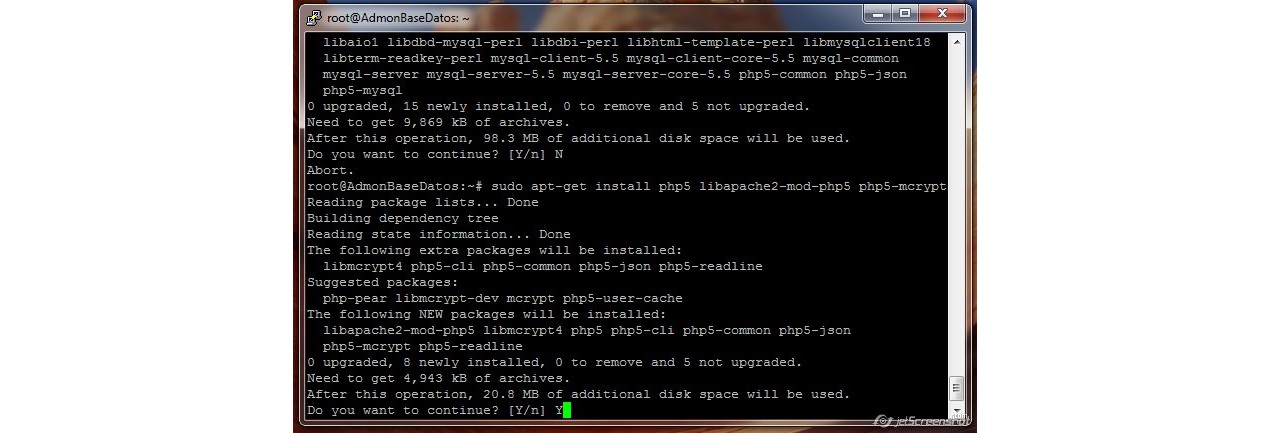 root@AdmonBaseDatos: ~
libaio1 libdbd-mysql-perl libdbi-perl libhtml-template-perl libmysqlclient18
libterm-readkey-perl mysql-client-5.5 mysql-client-core-5.5 mysql-common
mysql-server mysql-server-5.5 mysql-server-core-5.5 php5-common php5-json
php5-mysql
0 upgraded, 15 newly installed, 0 to remove and 5 not upgraded.
Need to get 9,869 kB of archives.
After this operation, 98.3 MB of additional disk space will be used.
Do you want to continue? [Y/n] N
Abort.
root@AdmonBaseDatos:~# sudo apt-get install php5 libapache2-mod-php5 php5-mcrypt
Reading package lists... Done
Building dependency tree
Reading state information... Done
The following extra packages will be installed:
libmcrypt4 php5-cli php5-common php5-json php5-readline
Suggested packages:
php-pear libmcrypt-dev mcrypt php5-user-cache
The following NEW packages will be installed:
libapache2-mod-php5 libmcrypt4 php5 php5-cli php5-common php5-json
php5-mcrypt php5-readline
0 upgraded, 8 newly installed, 0 to remove and 5 not upgraded.
Need to get 4,943 kB of archives.
After this operation, 20.8 MB of additional disk space will be used.
Do you want to continue? [Y/n] Y
jetScreenshot